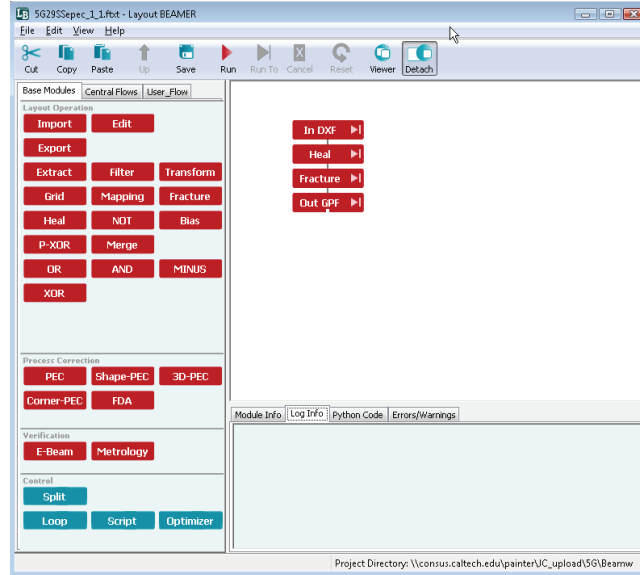 LB 5G29SSepec_1_1.ftxt - Layout BEAMER
File Edit View Help
Cut Copy Paste Up Save Run Run To Cancel Reset Viewer Detach
Base Modules Central Flows User_Flow
Layout Operation
Import Edit
Export
Extract Filter Transform
Grid Mapping Fracture
Heal NOT Bias
P-XOR Merge
OR AND MINUS
XOR
Process Correction
PEC Shape-PEC 3D-PEC
Corner-PEC FDA
Verification
E-Beam Metrology
Control
Split
Loop Script Optimizer
In DXF
Heal
Fracture
Out GPF
Module Info Log Info Python Code Errors/Warnings
Project Directory: \\consus.caltech.edu\painter\JC_upload\5G\Beamw